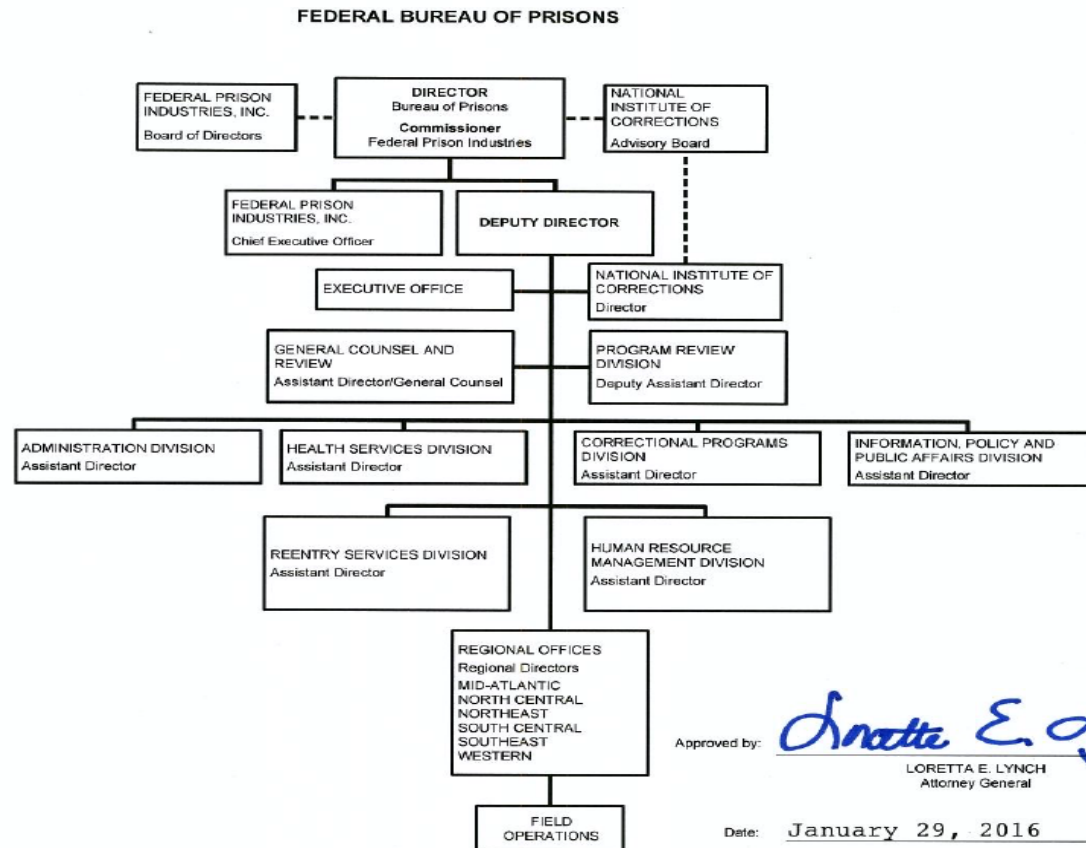 FEDERAL BUREAU OF PRISONS
FEDERAL PRISON
INDUSTRIES, INC.
Board of Directors
DIRECTOR
Bureau of Prisons
Commissioner
Federal Prison Industries
NATIONAL
INSTITUTE OF
CORRECTIONS
Advisory Board
FEDERAL PRISON
INDUSTRIES, INC.
Chief Executive Officer
DEPUTY DIRECTOR
EXECUTIVE OFFICE
NATIONAL INSTITUTE OF
CORRECTIONS
Director
GENERAL COUNSEL AND
REVIEW
Assistant Director/General Counsel
PROGRAM REVIEW
DIVISION
Deputy Assistant Director
ADMINISTRATION DIVISION
Assistant Director
HEALTH SERVICES DIVISION
Assistant Director
CORRECTIONAL PROGRAMS
DIVISION
Assistant Director
INFORMATION, POLICY AND
PUBLIC AFFAIRS DIVISION
Assistant Director
REENTRY SERVICES DIVISION
Assistant Director
HUMAN RESOURCE
MANAGEMENT DIVISION
Assistant Director
REGIONAL OFFICES
Regional Directors
MID-ATLANTIC
NORTH CENTRAL
NORTHEAST
SOUTH CENTRAL
SOUTHEAST
WESTERN
FIELD
OPERATIONS
Approved by: Loretta E.
LORETTA E. LYNCH
Attorney General
Date: January 29, 2016